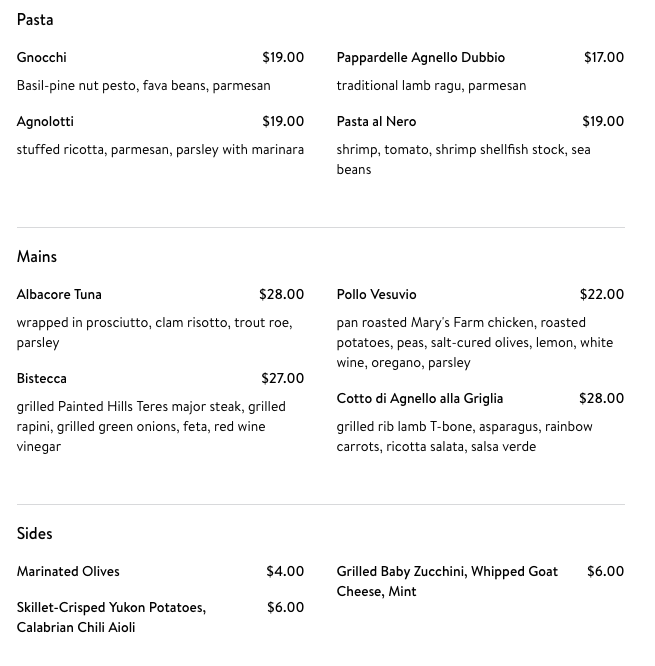 Pasta
Gnocchi $19.00
Basil-pine nut pesto, fava beans, parmesan
Agnolotti $19.00
stuffed ricotta, parmesan, parsley with marinara
Pappardelle Agnello Dubbio $17.00
traditional lamb ragu, parmesan
Pasta al Nero $19.00
shrimp, tomato, shrimp shellfish stock, sea
beans
Mains
Albacore Tuna $28.00
wrapped in prosciutto, clam risotto, trout roe,
parsley
Bistecca $27.00
grilled Painted Hills Teres major steak, grilled
rapini, grilled green onions, feta, red wine
vinegar
Pollo Vesuvio $22.00
pan roasted Mary's Farm chicken, roasted
potatoes, peas, salt-cured olives, lemon, white
wine, oregano, parsley
Cotto di Agnello alla Griglia $28.00
grilled rib lamb T-bone, asparagus, rainbow
carrots, ricotta salata, salsa verde
Sides
Marinated Olives $4.00
Skillet-Crisped Yukon Potatoes, $6.00
Calabrian Chili Aioli
Grilled Baby Zucchini, Whipped Goat $6.00
Cheese, Mint